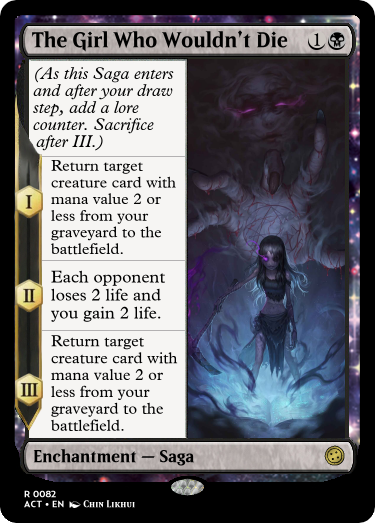 The Girl Who Wouldn't Die 1
(As this Saga enters
and after your draw
step, add a lore
counter. Sacrifice
after III.)
I
Return target
creature card with
mana value 2 or
less from your
graveyard to the
battlefield.
II
Each opponent
loses 2 life and
you gain 2 life.
III
Return target
creature card with
mana value 2 or
less from your
graveyard to the
battlefield.
Enchantment — Saga
R 0082
ACT • EN Chin Likhui